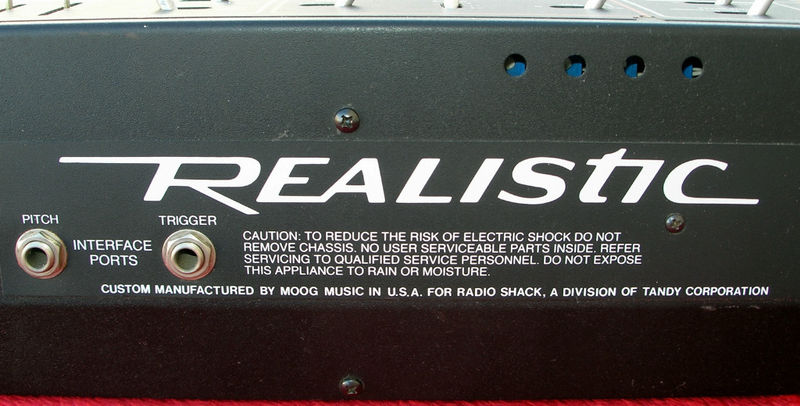 REALISTIC
PITCH
TRIGGER
INTERFACE
PORTS
CAUTION: TO REDUCE THE RISK OF ELECTRIC SHOCK DO NOT
REMOVE CHASSIS. NO USER SERVICEABLE PARTS INSIDE. REFER
SERVICING TO QUALIFIED SERVICE PERSONNEL. DO NOT EXPOSE
THIS APPLIANCE TO RAIN OR MOISTURE.
CUSTOM MANUFACTURED BY MOOG MUSIC IN U.S.A. FOR RADIO SHACK, A DIVISION OF TANDY CORPORATION